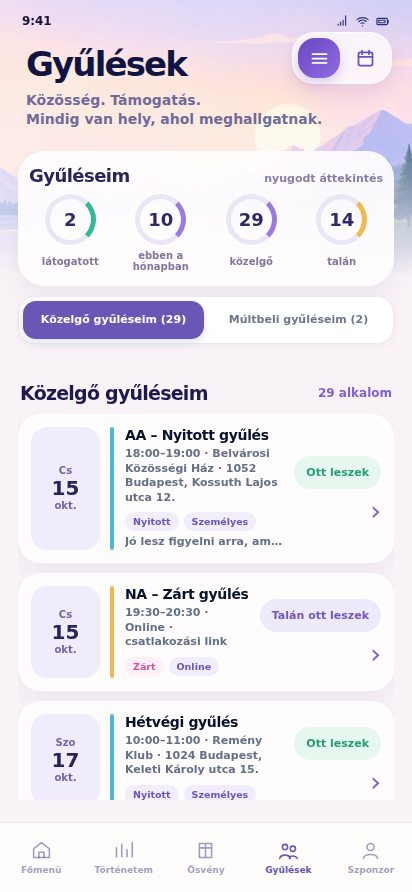 9:41
Gyűlések
Közösség. Támogatás.
Mindig van hely, ahol meghallgatnak.
Gyűléseim
nyugodt áttekintés
2
10
29
14
látogatott
ebben a
hónapban
közelgő
talán
Közelgő gyűléseim (29)
Múltbeli gyűléseim (2)
Közelgő gyűléseim
29 alkalom
Cs
15
okt.
AA – Nyitott gyűlés
18:00–19:00 · Belvárosi
Közösségi Ház · 1052
Budapest, Kossuth Lajos
utca 12.
Nyitott
Személyes
Jó lesz figyelni arra, am…
Ott leszek
Cs
15
okt.
NA – Zárt gyűlés
19:30–20:30 ·
Online ·
csatlakozási link
Zárt
Online
Talán ott leszek
Szo
17
okt.
Hétvégi gyűlés
10:00–11:00 · Remény
Klub · 1024 Budapest,
Keleti Károly utca 15.
Nyitott
Személyes
Ott leszek
Főmenü
Történetem
Ösvény
Gyűlések
Szponzor